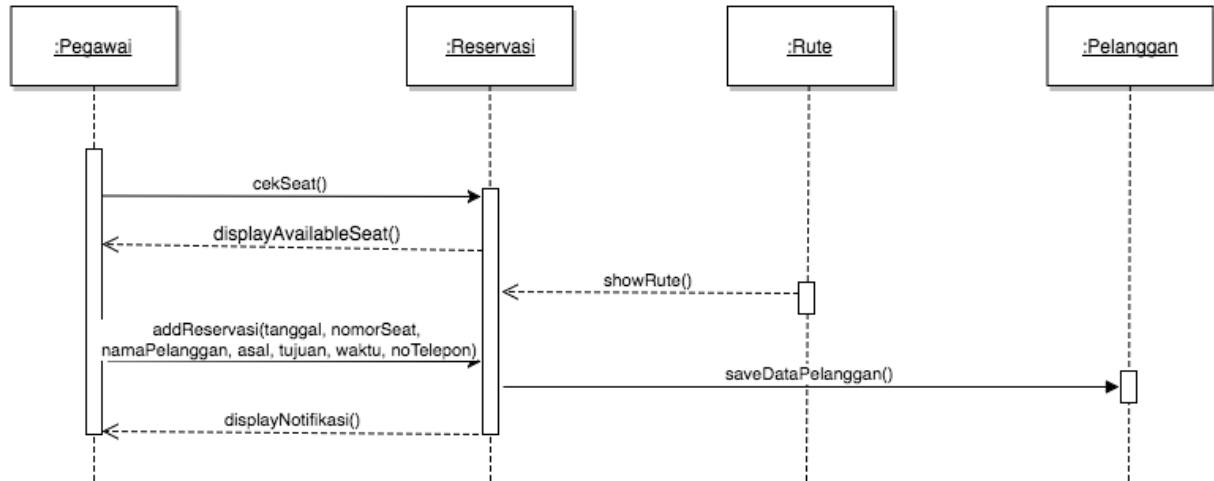 :Pegawai
:Reservasi
:Rute
:Pelanggan
cekSeat()
displayAvailableSeat()
showRute()
addReservasi(tanggal, nomorSeat,
namaPelanggan, asal, tujuan, waktu, noTelepon)
saveDataPelanggan()
displayNotifikasi()